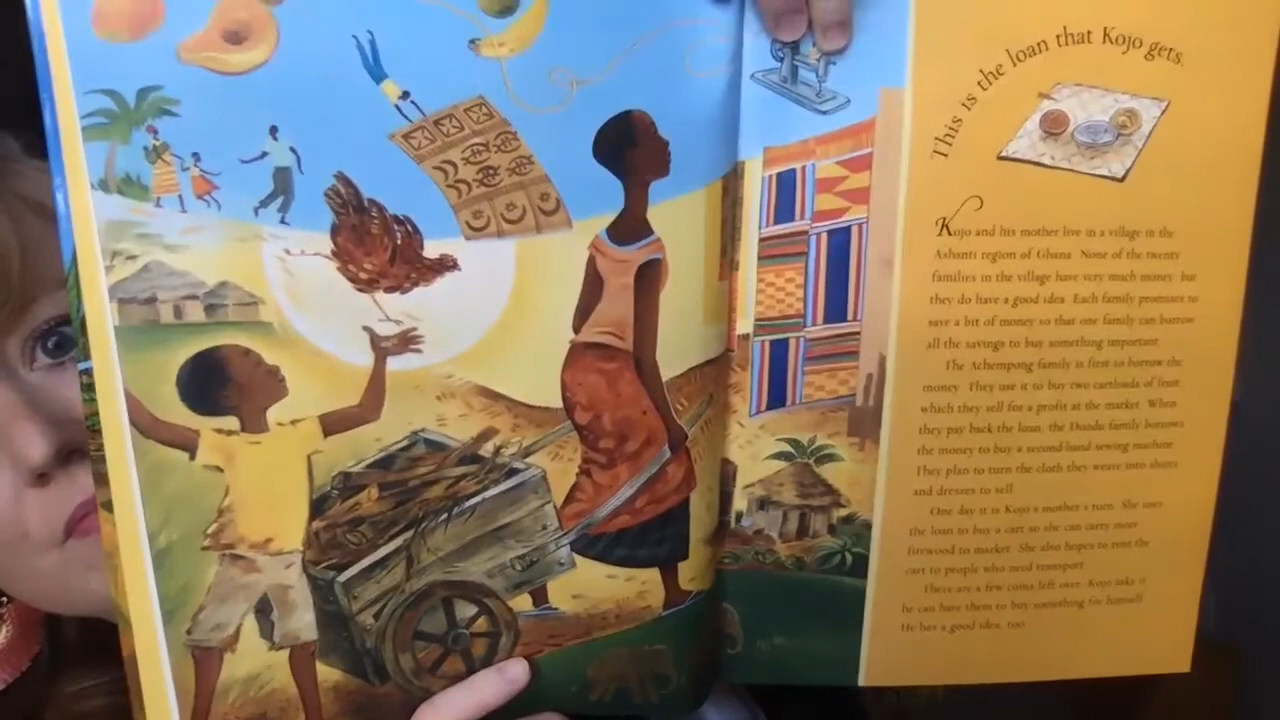 This is the loan that Kojo gets.
Kojo and his mother live in a village in the
Ashanti region of Ghana. None of the twenty
families in the village have very much money, but
they do have a good idea. Each family promises to
save a bit of money so that one family can borrow
all the savings to buy something important.
The Achempong family is first to borrow the
money. They use it to buy two cartloads of fruit,
which they sell for a profit at the market. When
they pay back the loan, the Duodu family borrows
the money to buy a second-hand sewing machine.
They plan to turn the cloth they weave into shirts
and dresses to sell.
One day it is Kojo's mother's turn. She uses
the loan to buy a cart so she can carry more
firewood to market. She also hopes to rent the
cart to people who need transport.
There are a few coins left over. Kojo asks if
he can have them to buy something for himself.
He has a good idea, too.